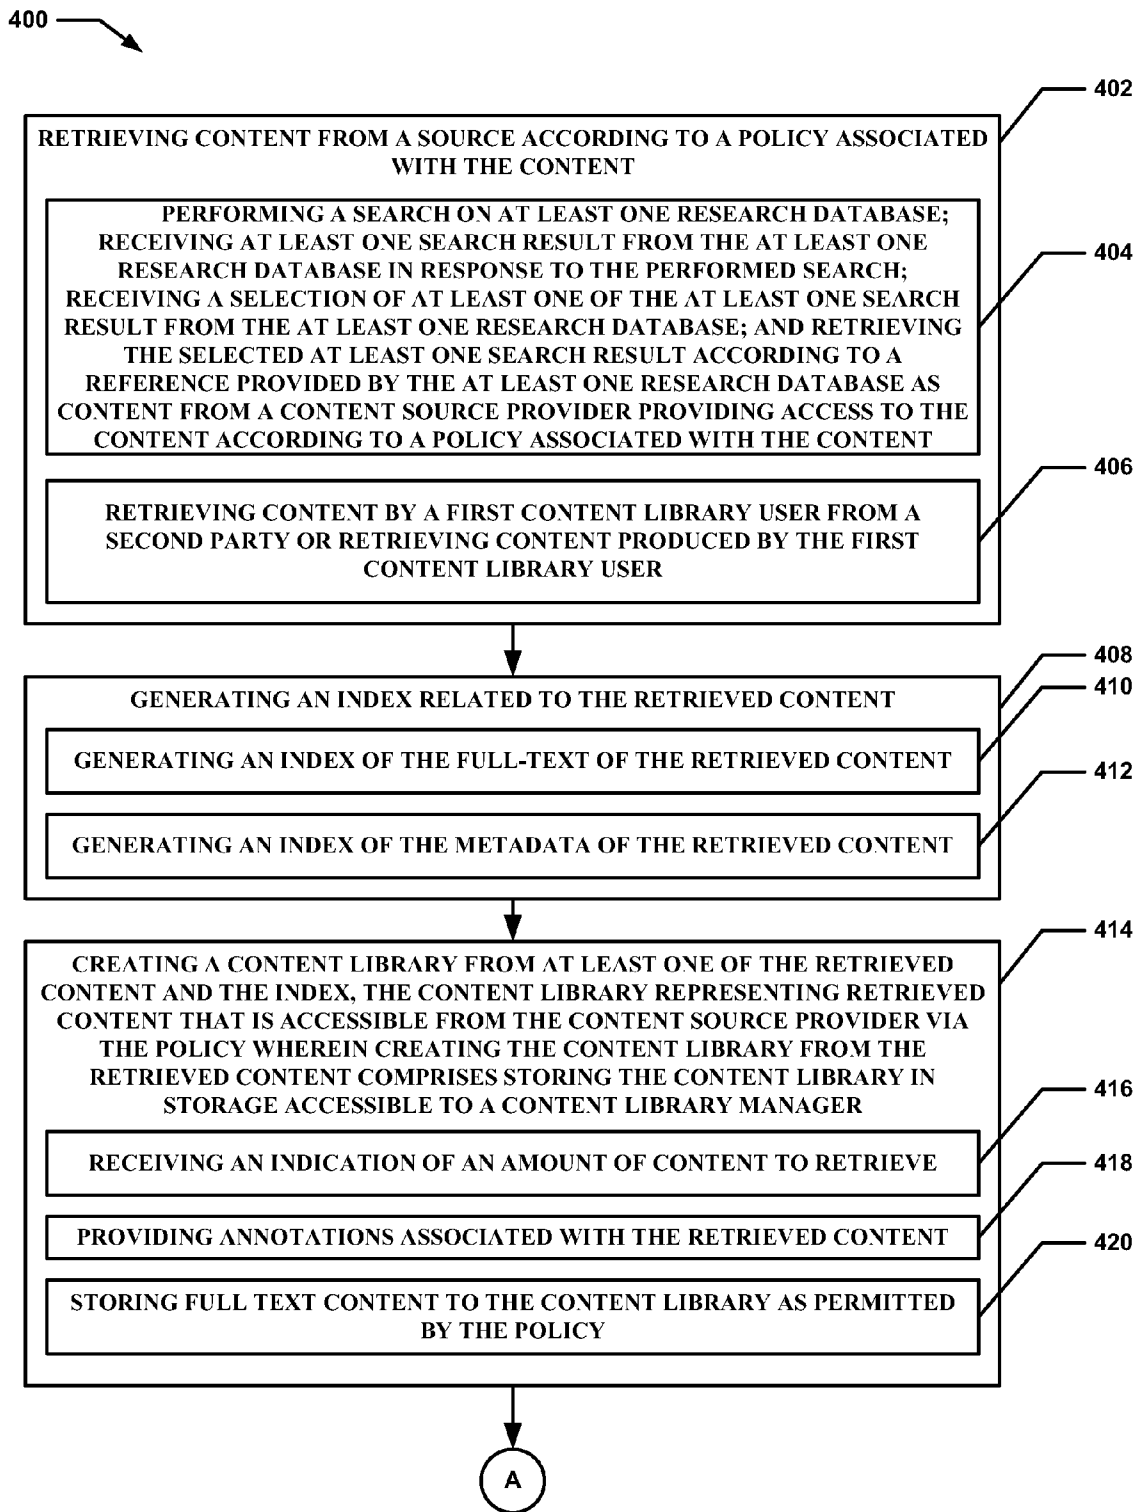 400
402
RETRIEVING CONTENT FROM A SOURCE ACCORDING TO A POLICY ASSOCIATED
WITH THE CONTENT
PERFORMING A SEARCH ON AT LEAST ONE RESEARCH DATABASE;
RECEIVING AT LEAST ONE SEARCH RESULT FROM THE AT LEAST ONE
RESEARCH DATABASE IN RESPONSE TO THE PERFORMED SEARCH;
RECEIVING A SELECTION OF AT LEAST ONE OF THE AT LEAST ONE SEARCH
RESULT FROM THE AT LEAST ONE RESEARCH DATABASE; AND RETRIEVING
THE SELECTED AT LEAST ONE SEARCH RESULT ACCORDING TO A
REFERENCE PROVIDED BY THE AT LEAST ONE RESEARCH DATABASE AS
CONTENT FROM A CONTENT SOURCE PROVIDER PROVIDING ACCESS TO THE
CONTENT ACCORDING TO A POLICY ASSOCIATED WITH THE CONTENT
404
406
RETRIEVING CONTENT BY A FIRST CONTENT LIBRARY USER FROM A
SECOND PARTY OR RETRIEVING CONTENT PRODUCED BY THE FIRST
CONTENT LIBRARY USER
408
GENERATING AN INDEX RELATED TO THE RETRIEVED CONTENT
410
GENERATING AN INDEX OF THE FULL-TEXT OF THE RETRIEVED CONTENT
412
GENERATING AN INDEX OF THE METADATA OF THE RETRIEVED CONTENT
414
CREATING A CONTENT LIBRARY FROM AT LEAST ONE OF THE RETRIEVED
CONTENT AND THE INDEX, THE CONTENT LIBRARY REPRESENTING RETRIEVED
CONTENT THAT IS ACCESSIBLE FROM THE CONTENT SOURCE PROVIDER VIA
THE POLICY WHEREIN CREATING THE CONTENT LIBRARY FROM THE
RETRIEVED CONTENT COMPRISES STORING THE CONTENT LIBRARY IN
STORAGE ACCESSIBLE TO A CONTENT LIBRARY MANAGER
416
RECEIVING AN INDICATION OF AN AMOUNT OF CONTENT TO RETRIEVE
418
PROVIDING ANNOTATIONS ASSOCIATED WITH THE RETRIEVED CONTENT
420
STORING FULL TEXT CONTENT TO THE CONTENT LIBRARY AS PERMITTED
BY THE POLICY
A